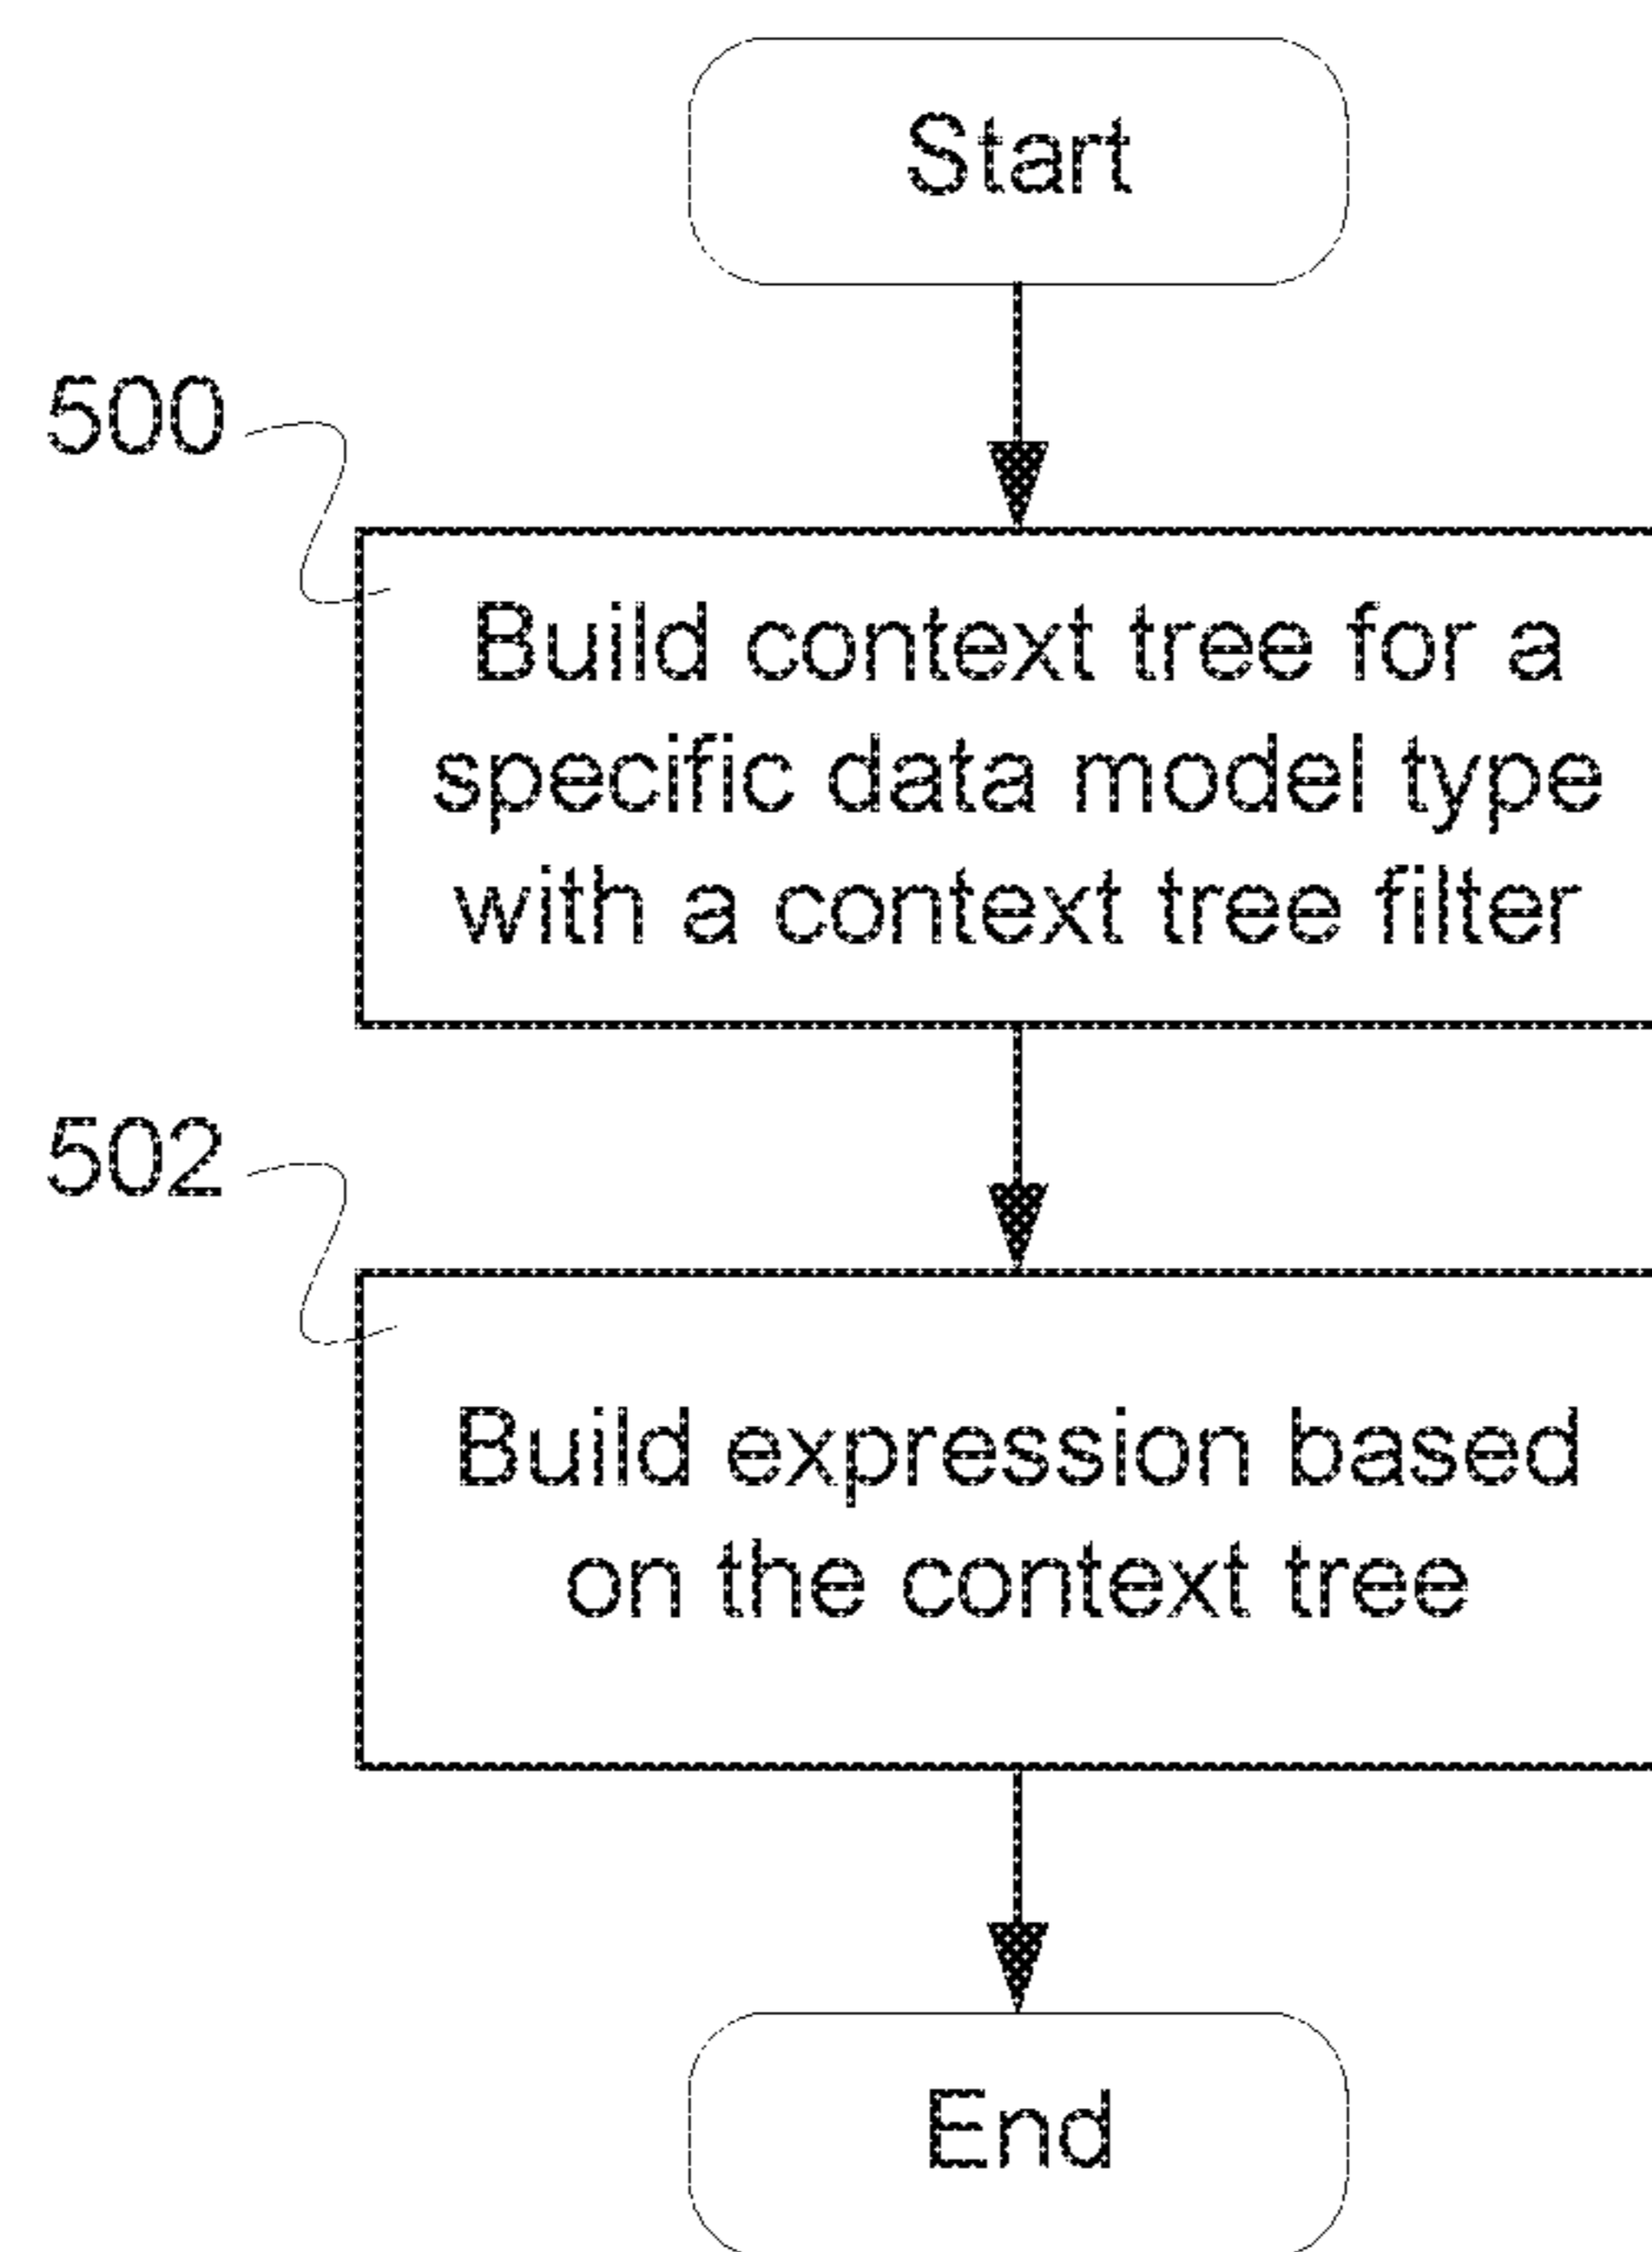 Start
500
Build context tree for a
specific data model type
with a context tree filter
502
Build expression based
on the context tree
End